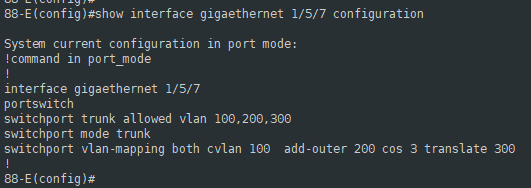 88-E(config)#
88-E(config)#show interface gigaethernet 1/5/7 configuration
System current configuration in port mode:
!command in port_mode
!
interface gigaethernet 1/5/7
portswitch
switchport trunk allowed vlan 100,200,300
switchport mode trunk
switchport vlan-mapping both cvlan 100  add-outer 200 cos 3 translate 300
!
88-E(config)#